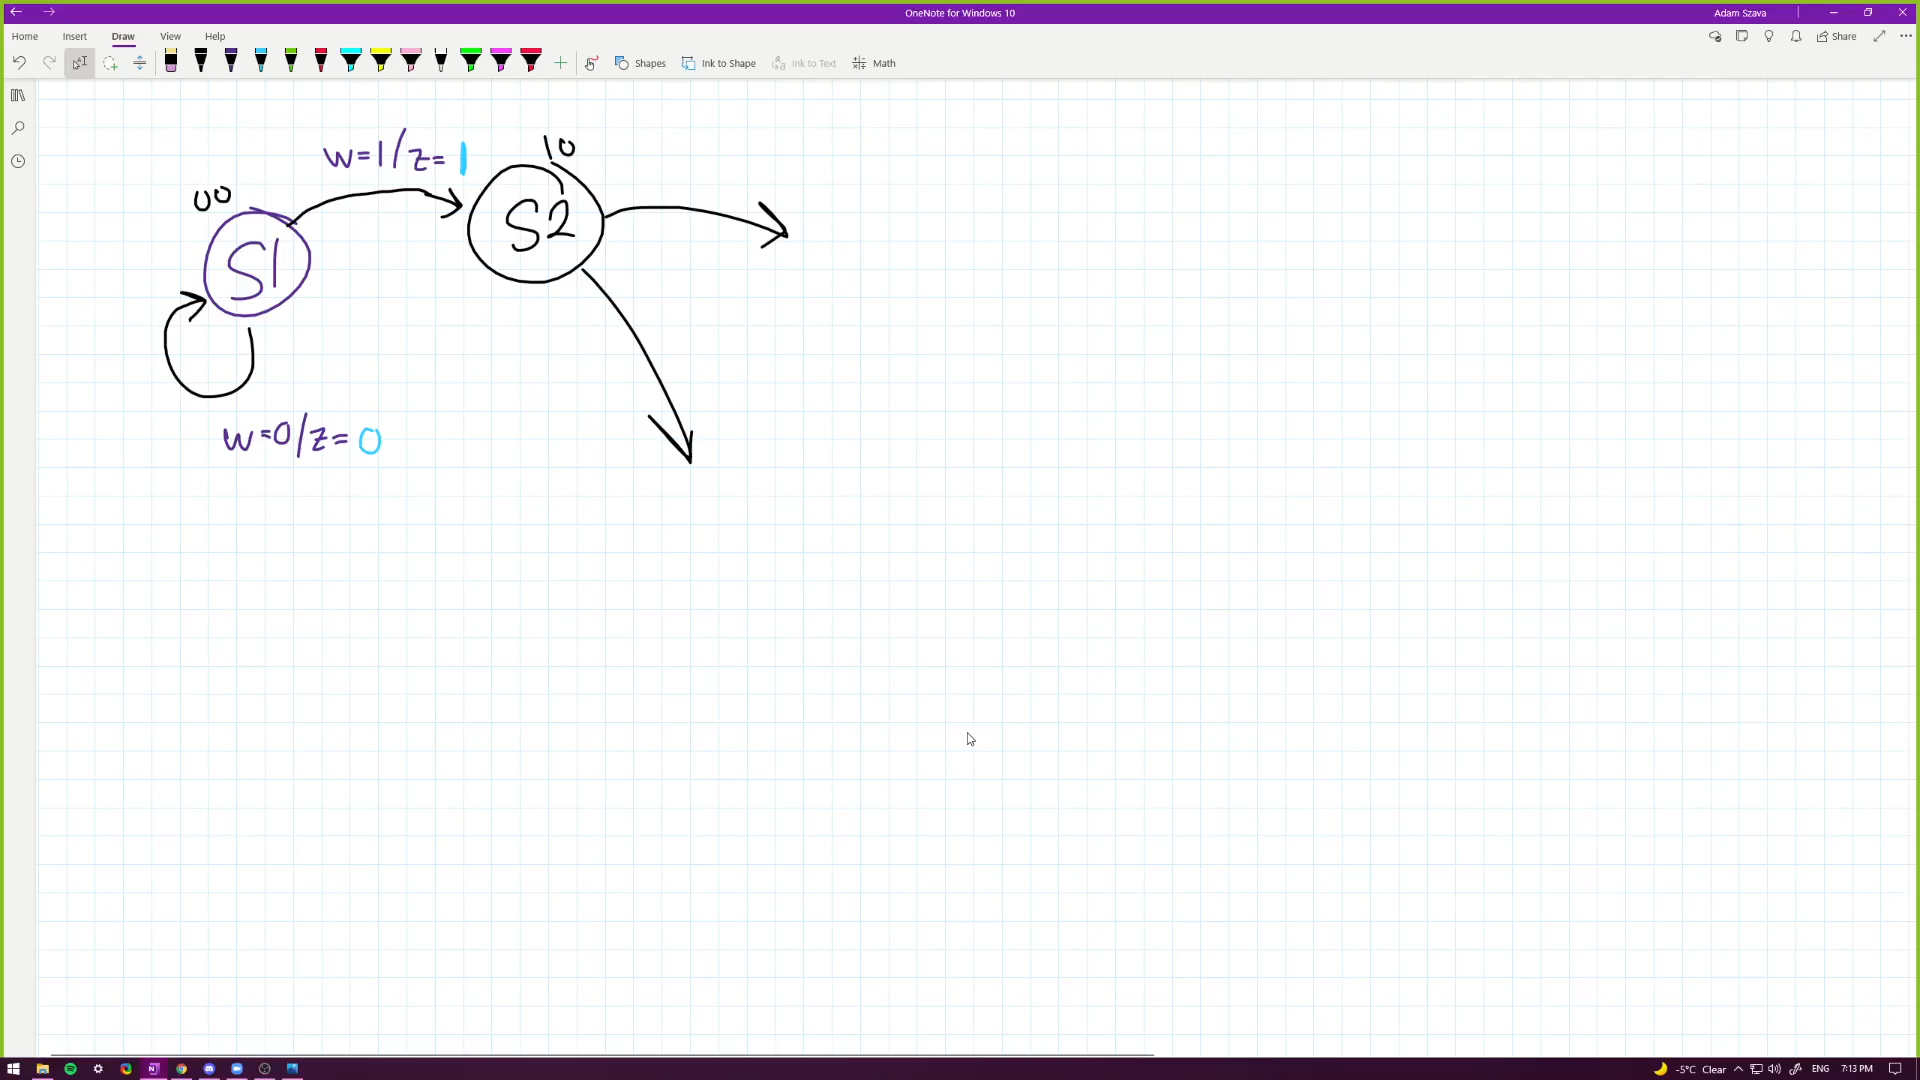 OneNote for Windows 10
Adam Szava
Home Insert Draw View Help
Share
Shapes Ink to Shape Ink to Text Math
w=1/z=1
10
00
S2
S1
w=0/z=0
-5°C Clear ENG 7:13 PM